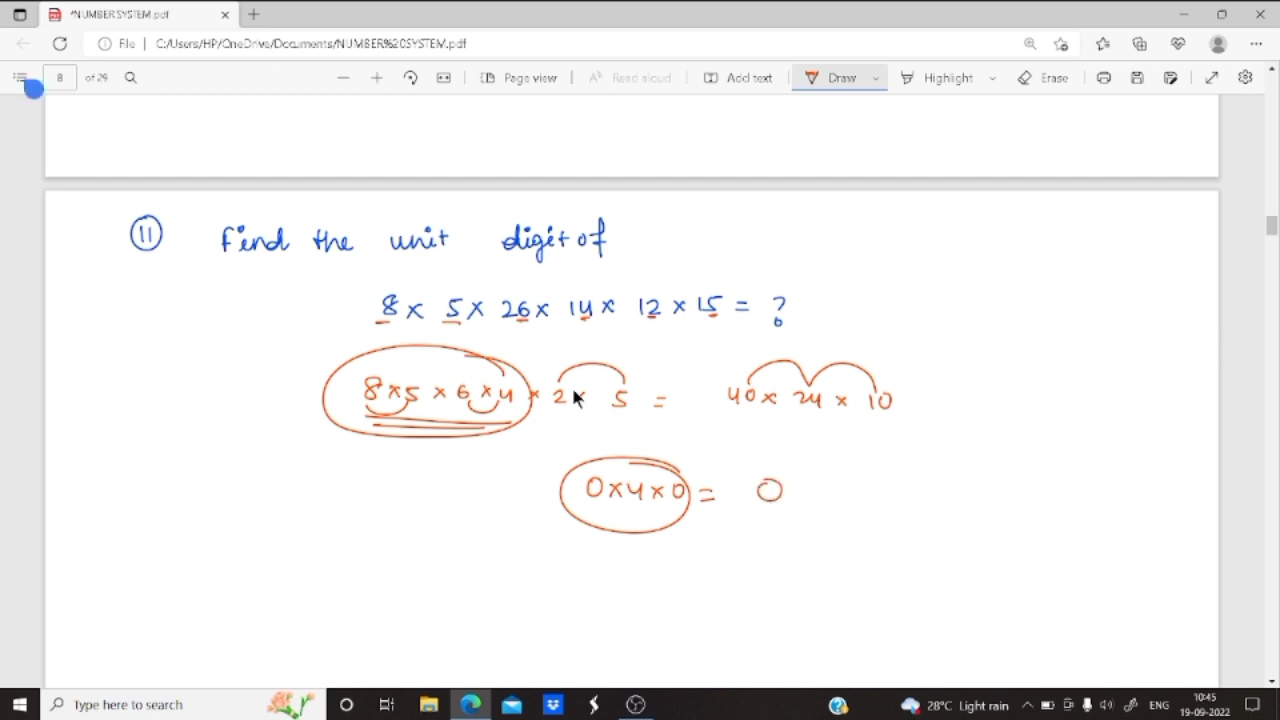 *NUMBER SYSTEM.pdf
File C:/Users/HP/OneDrive/Documents/NUMBER%20SYSTEM.pdf
8 of 29 Page view Read aloud Add text Draw Highlight Erase
11 Find the unit digit of
8 × 5 × 26 × 14 × 12 × 15 = ?
8 × 5 × 6 × 4 × 2 × 5 = 40 × 24 × 10
0 × 4 × 0 = 0
Type here to search 28°C Light rain ENG 10:45
19-09-2022